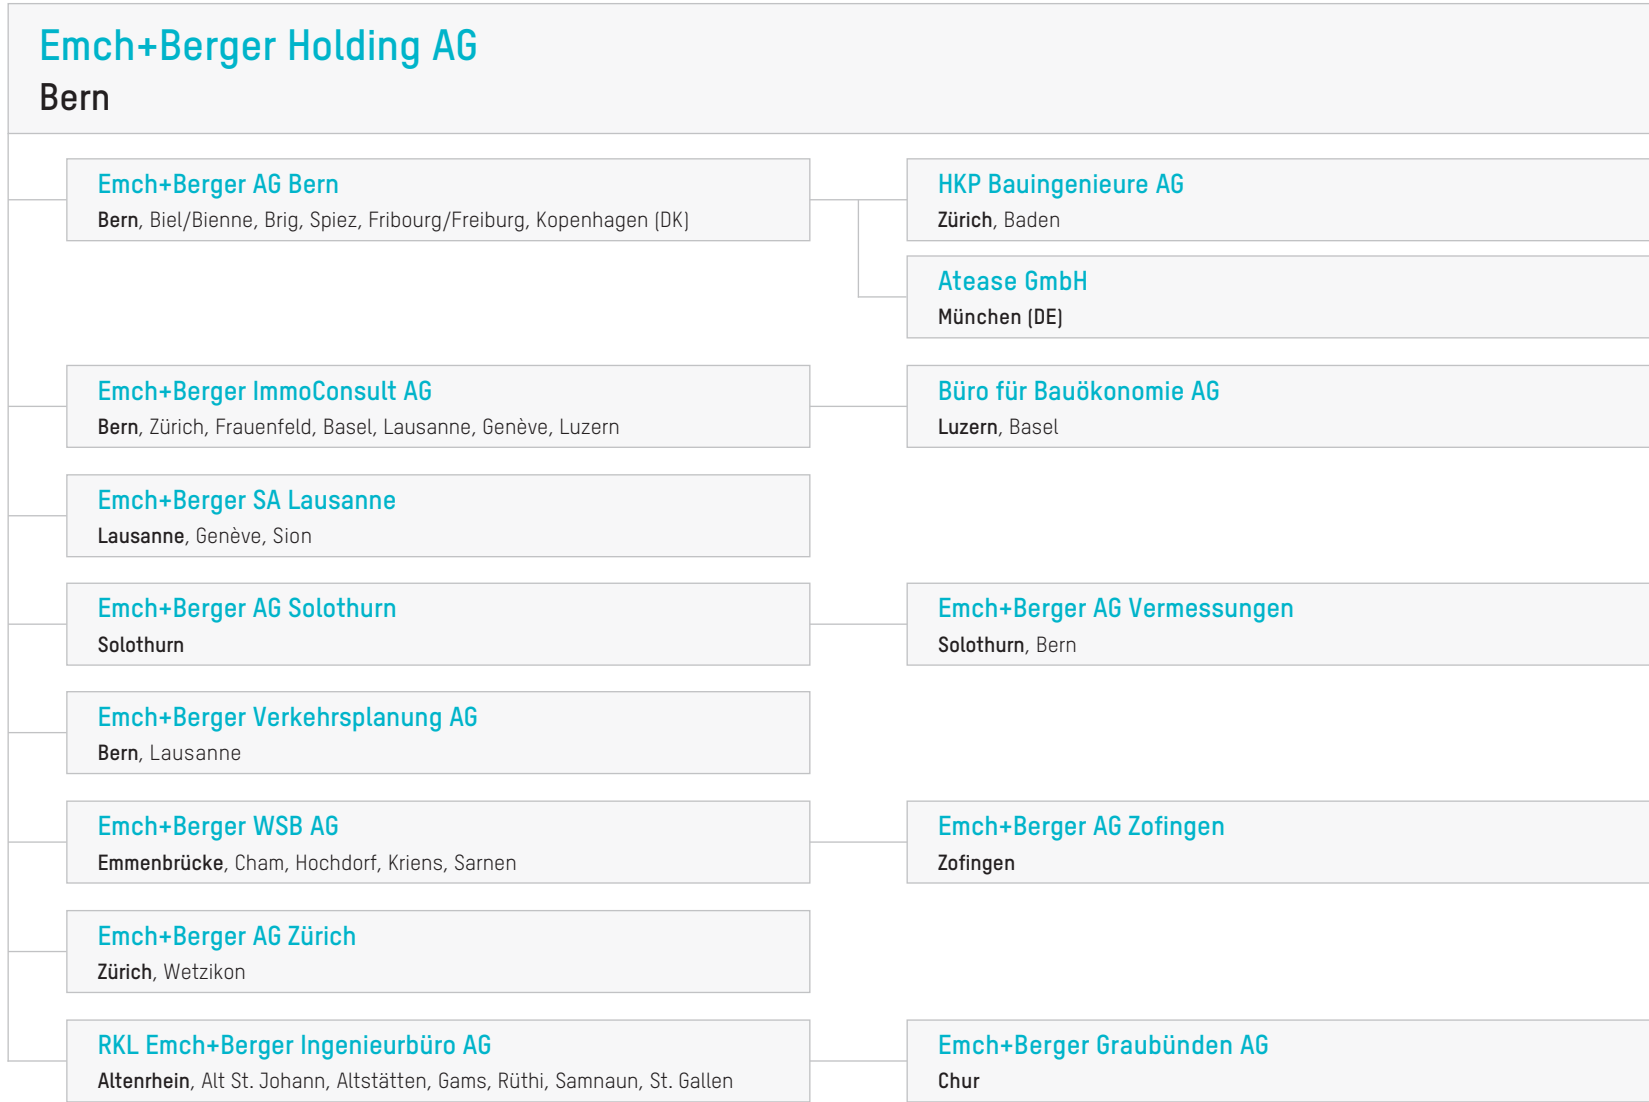 Emch+Berger Holding AG
Bern
Emch+Berger AG Bern
Bern, Biel/Bienne, Brig, Spiez, Fribourg/Freiburg, Kopenhagen (DK)
HKP Bauingenieure AG
Zürich, Baden
Atease GmbH
München (DE)
Emch+Berger ImmoConsult AG
Bern, Zürich, Frauenfeld, Basel, Lausanne, Genève, Luzern
Büro für Bauökonomie AG
Luzern, Basel
Emch+Berger SA Lausanne
Lausanne, Genève, Sion
Emch+Berger AG Solothurn
Solothurn
Emch+Berger AG Vermessungen
Solothurn, Bern
Emch+Berger Verkehrsplanung AG
Bern, Lausanne
Emch+Berger WSB AG
Emmenbrücke, Cham, Hochdorf, Kriens, Sarnen
Emch+Berger AG Zofingen
Zofingen
Emch+Berger AG Zürich
Zürich, Wetzikon
RKL Emch+Berger Ingenieurbüro AG
Altenrhein, Alt St. Johann, Altstätten, Gams, Rüthi, Samnaun, St. Gallen
Emch+Berger Graubünden AG
Chur